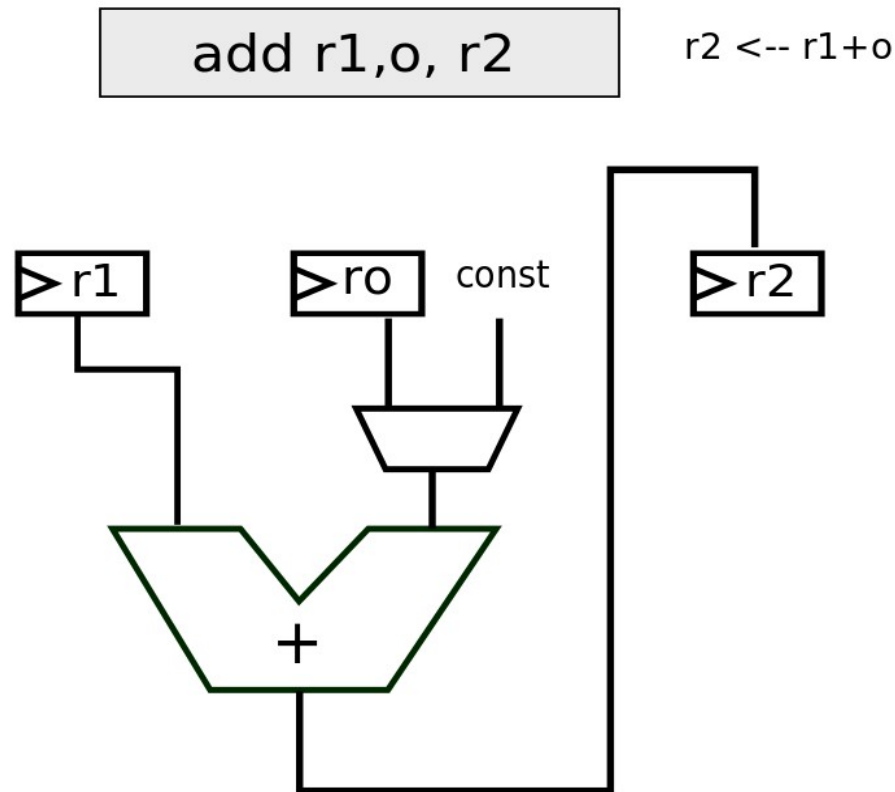 add r1,o, r2
r2 <-- r1+o
r1
ro
const
r2
+